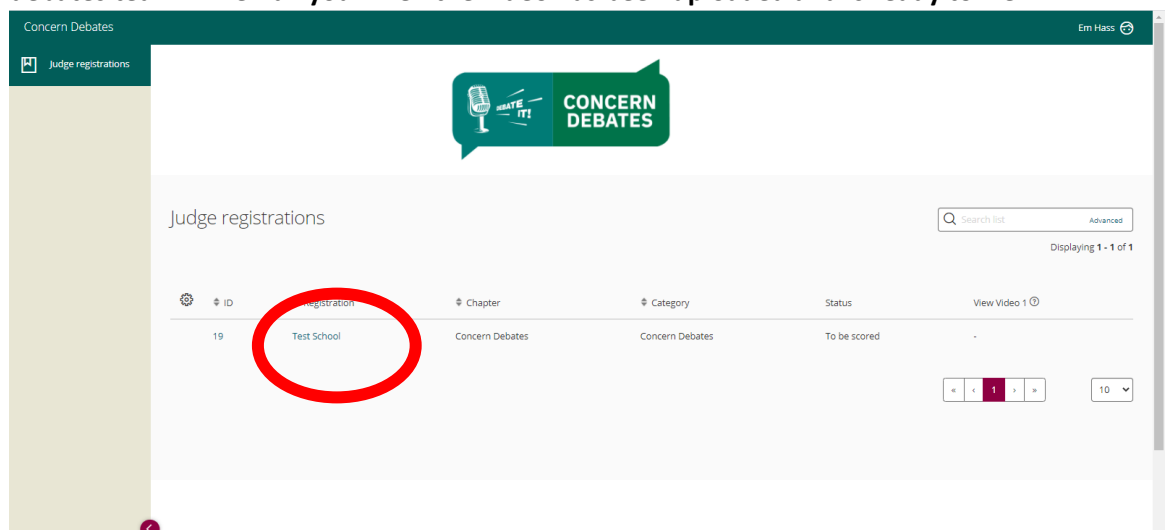 Concern Debates
Em Hass
Judge registrations
DEBATE
IT!
CONCERN
DEBATES
Judge registrations
Search list
Advanced
Displaying 1 - 1 of 1
ID Registration Chapter Category Status View Video 1
19 Test School Concern Debates Concern Debates To be scored -
« ‹ 1 › » 10